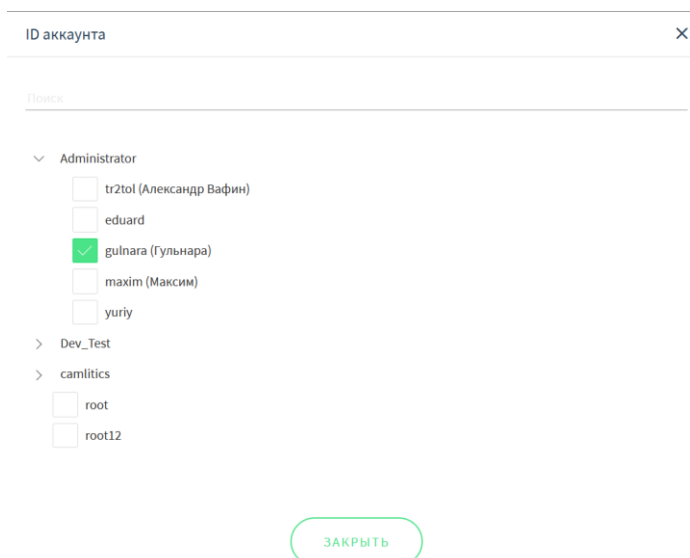 ID аккаунта
Поиск
Administrator
tr2tol (Александр Вафин)
eduard
gulnara (Гульнара)
maxim (Максим)
yuriy
Dev_Test
camlitics
root
root12
ЗАКРЫТЬ